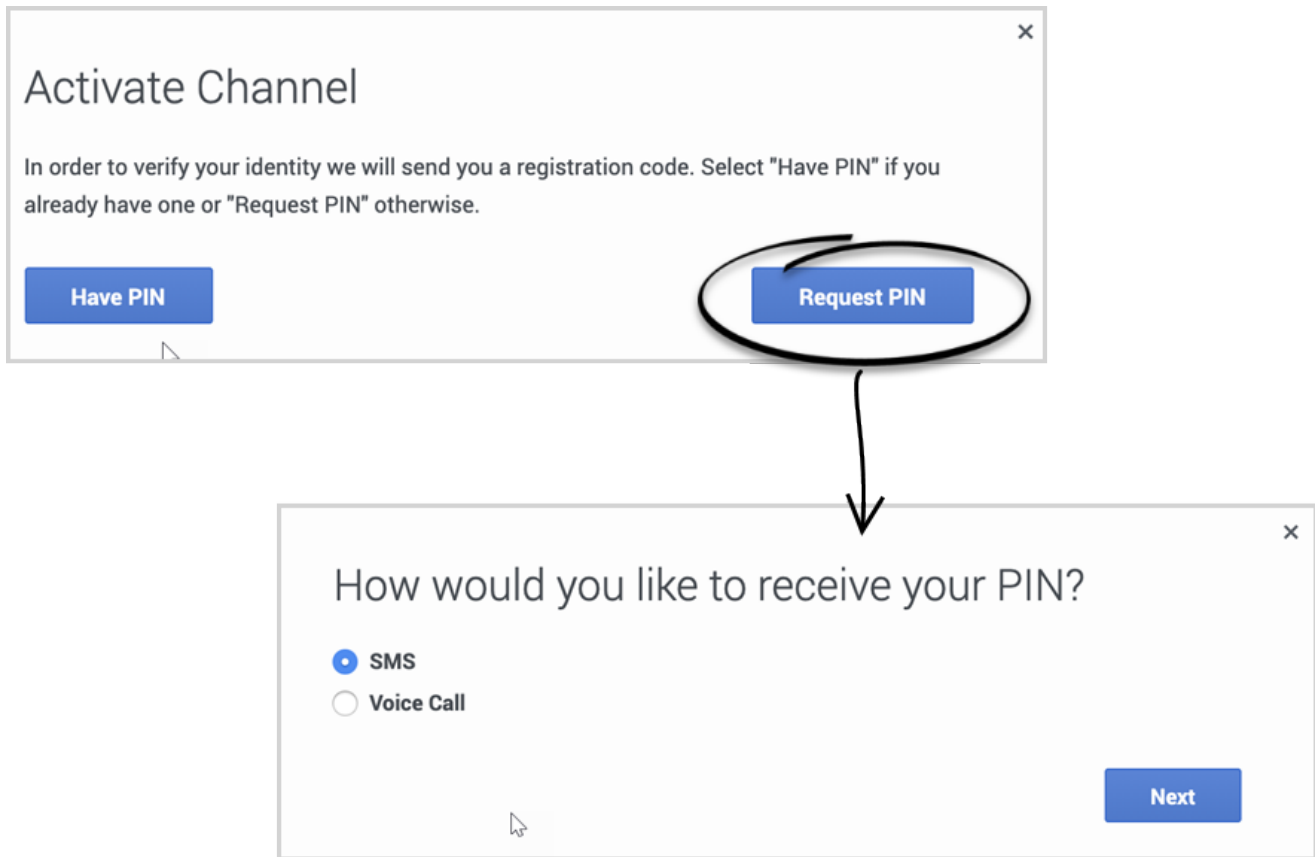 Activate Channel
In order to verify your identity we will send you a registration code. Select "Have PIN" if you
already have one or "Request PIN" otherwise.
Have PIN
Request PIN
How would you like to receive your PIN?
SMS
Voice Call
Next